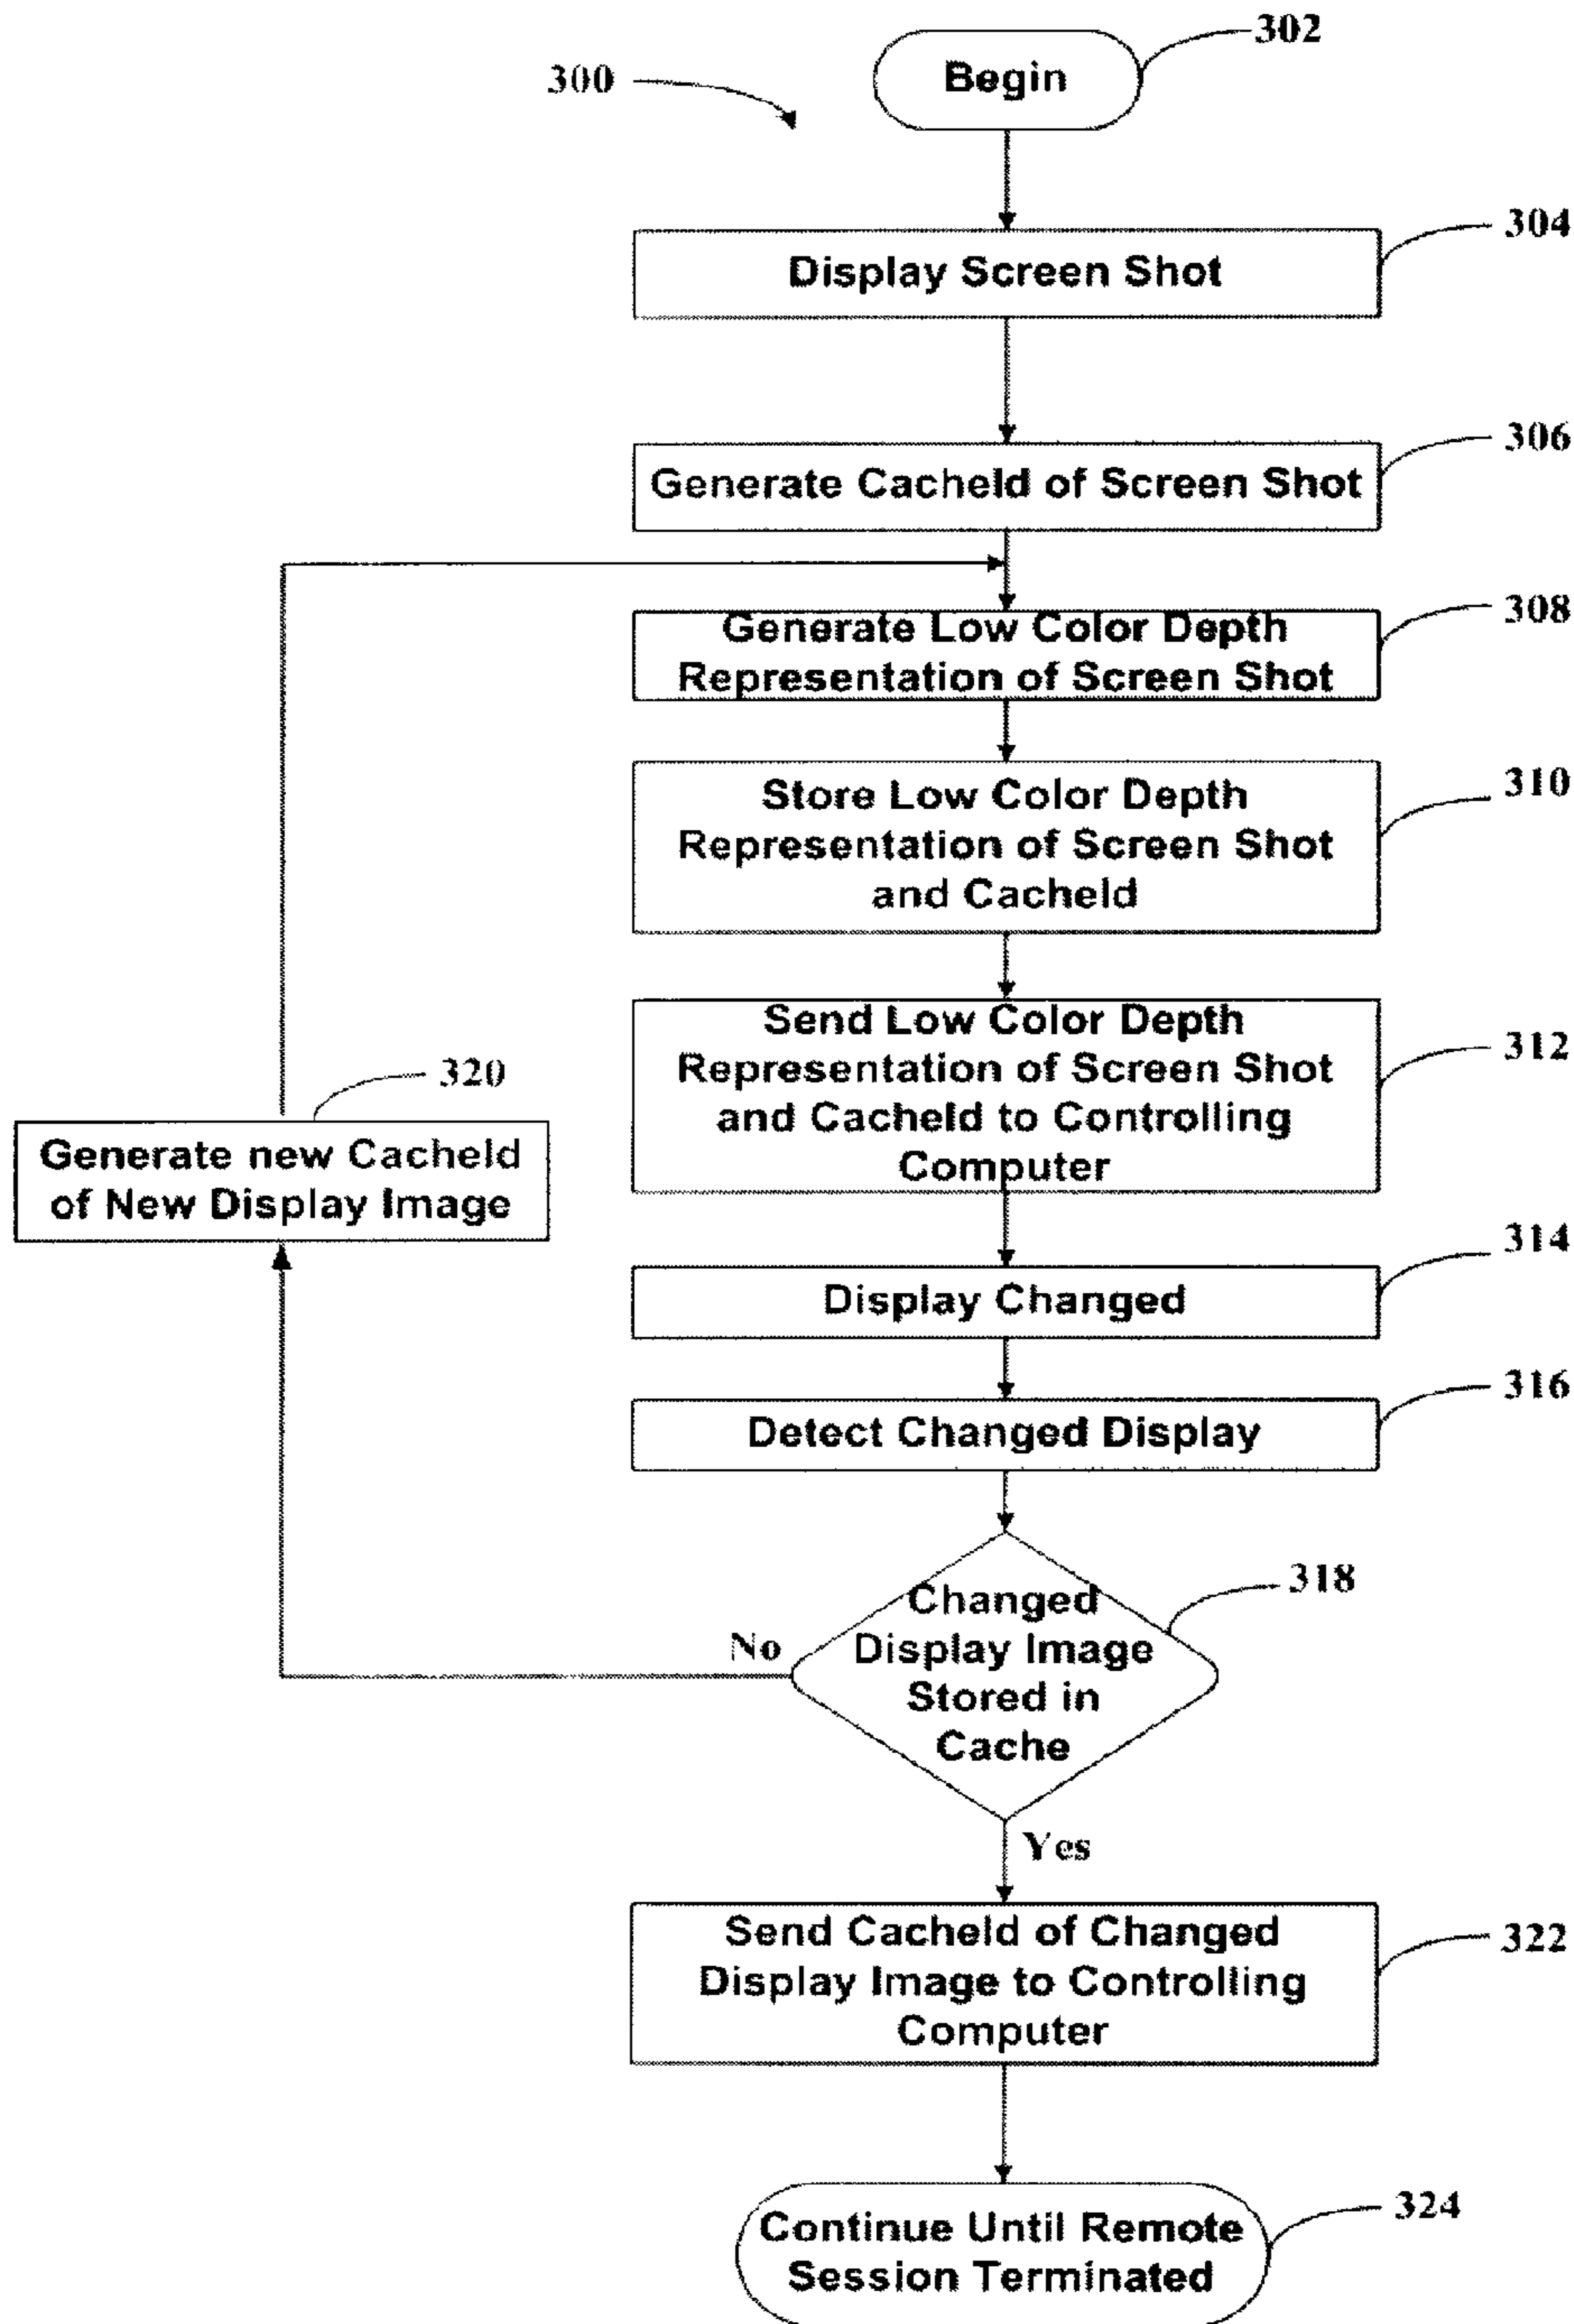 302
Begin
300
304
Display Screen Shot
306
Generate CacheId of Screen Shot
308
Generate Low Color Depth
Representation of Screen Shot
310
Store Low Color Depth
Representation of Screen Shot
and CacheId
312
Send Low Color Depth
Representation of Screen Shot
and CacheId to Controlling
Computer
320
Generate new CacheId
of New Display Image
314
Display Changed
316
Detect Changed Display
318
Changed
Display Image
Stored in
Cache
No
Yes
322
Send CacheId of Changed
Display Image to Controlling
Computer
324
Continue Until Remote
Session Terminated